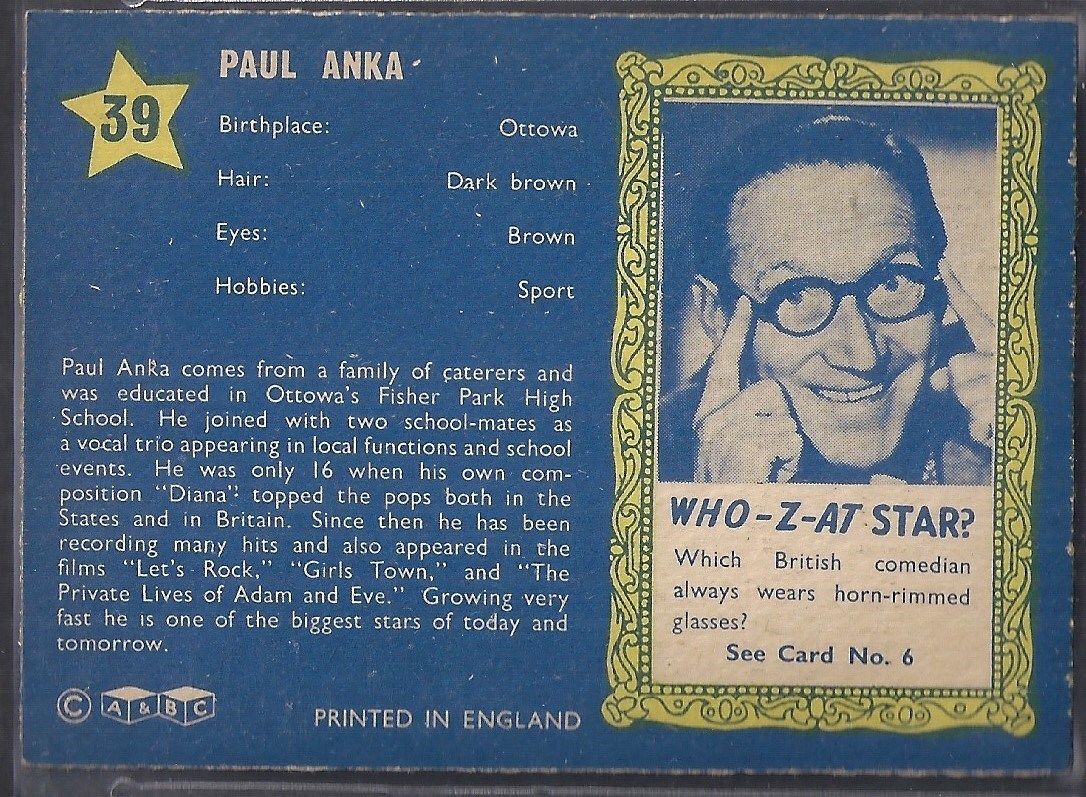 39
PAUL ANKA
Birthplace: Ottowa
Hair: Dark brown
Eyes: Brown
Hobbies: Sport
Paul Anka comes from a family of caterers and
was educated in Ottowa's Fisher Park High
School. He joined with two school-mates as
a vocal trio appearing in local functions and school
events. He was only 16 when his own com-
position "Diana" topped the pops both in the
States and in Britain. Since then he has been
recording many hits and also appeared in the
films "Let's Rock," "Girls Town," and "The
Private Lives of Adam and Eve." Growing very
fast he is one of the biggest stars of today and
tomorrow.
© A & B C
PRINTED IN ENGLAND
WHO-Z-AT STAR?
Which British comedian
always wears horn-rimmed
glasses?
See Card No. 6